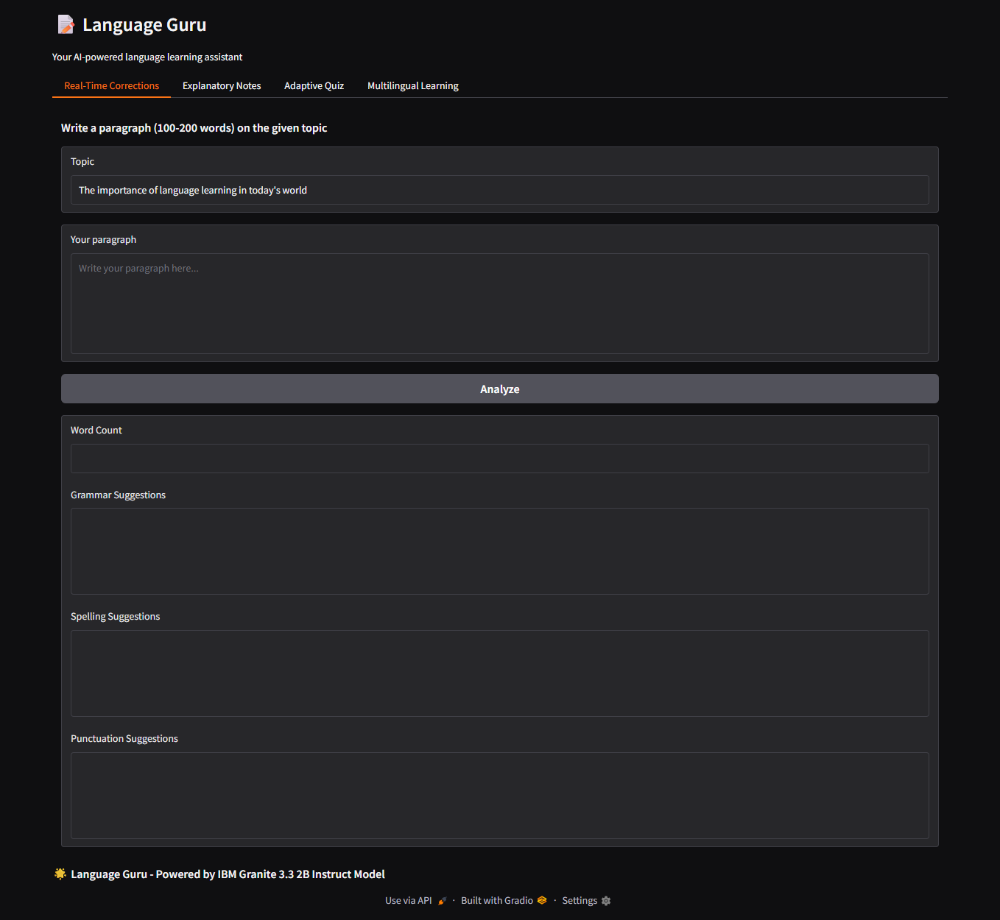 Language Guru
Your AI-powered language learning assistant
Real-Time Corrections Explanatory Notes Adaptive Quiz Multilingual Learning
Write a paragraph (100-200 words) on the given topic
Topic
The importance of language learning in today's world
Your paragraph
Write your paragraph here...
Analyze
Word Count
Grammar Suggestions
Spelling Suggestions
Punctuation Suggestions
Language Guru - Powered by IBM Granite 3.3 2B Instruct Model
Use via API · Built with Gradio · Settings